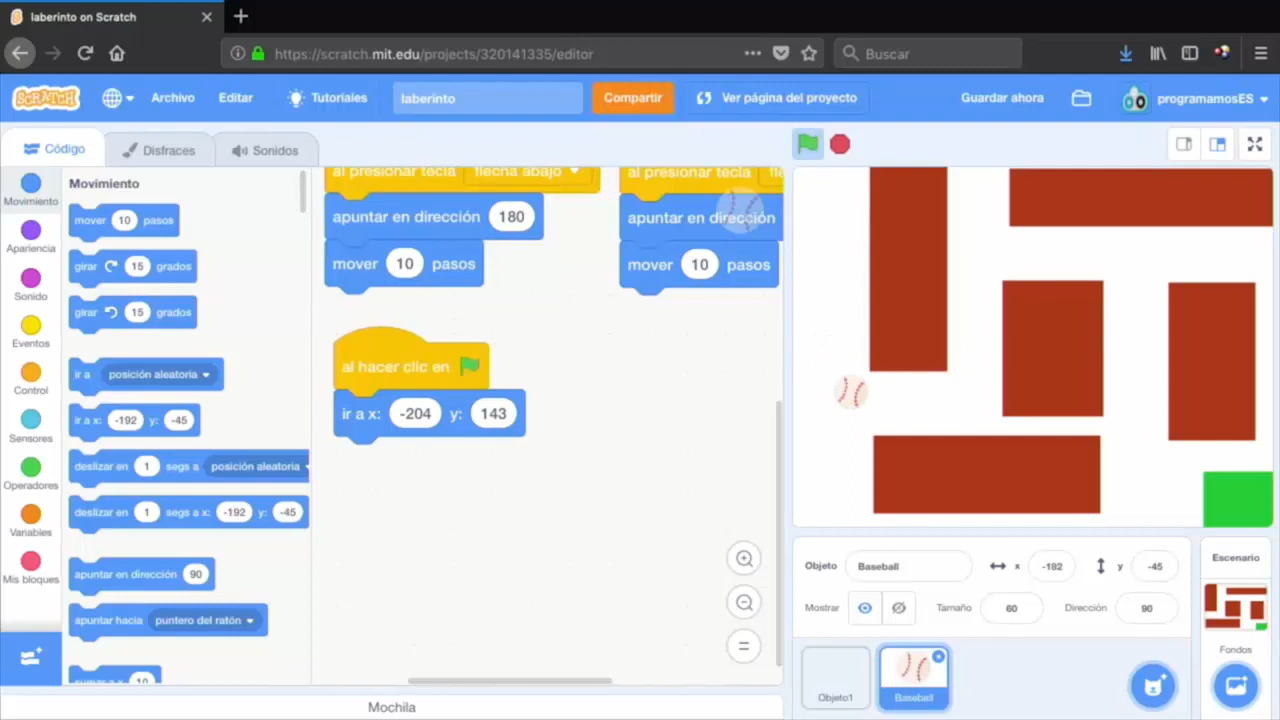 laberinto on Scratch
https://scratch.mit.edu/projects/320141335/editor
Buscar
SCRATCH
Archivo
Editar
Tutoriales
laberinto
Compartir
Ver página del proyecto
Guardar ahora
programamosES
Código
Disfraces
Sonidos
Movimiento
Apariencia
Sonido
Eventos
Control
Sensores
Operadores
Variables
Mis bloques
Movimiento
mover 10 pasos
girar 15 grados
girar 15 grados
ir a posición aleatoria
ir a x: -192 y: -45
deslizar en 1 segs a posición aleatoria
deslizar en 1 segs a x: -192 y: -45
apuntar en dirección 90
apuntar hacia puntero del ratón
sumar a x 10
al presionar tecla flecha abajo
apuntar en dirección 180
mover 10 pasos
al presionar tecla
apuntar en dirección
mover 10 pasos
al hacer clic en
ir a x: -204 y: 143
Mochila
Objeto Baseball x -182 y -45
Mostrar Tamaño 60 Dirección 90
Objeto1
Baseball
Escenario
Fondos